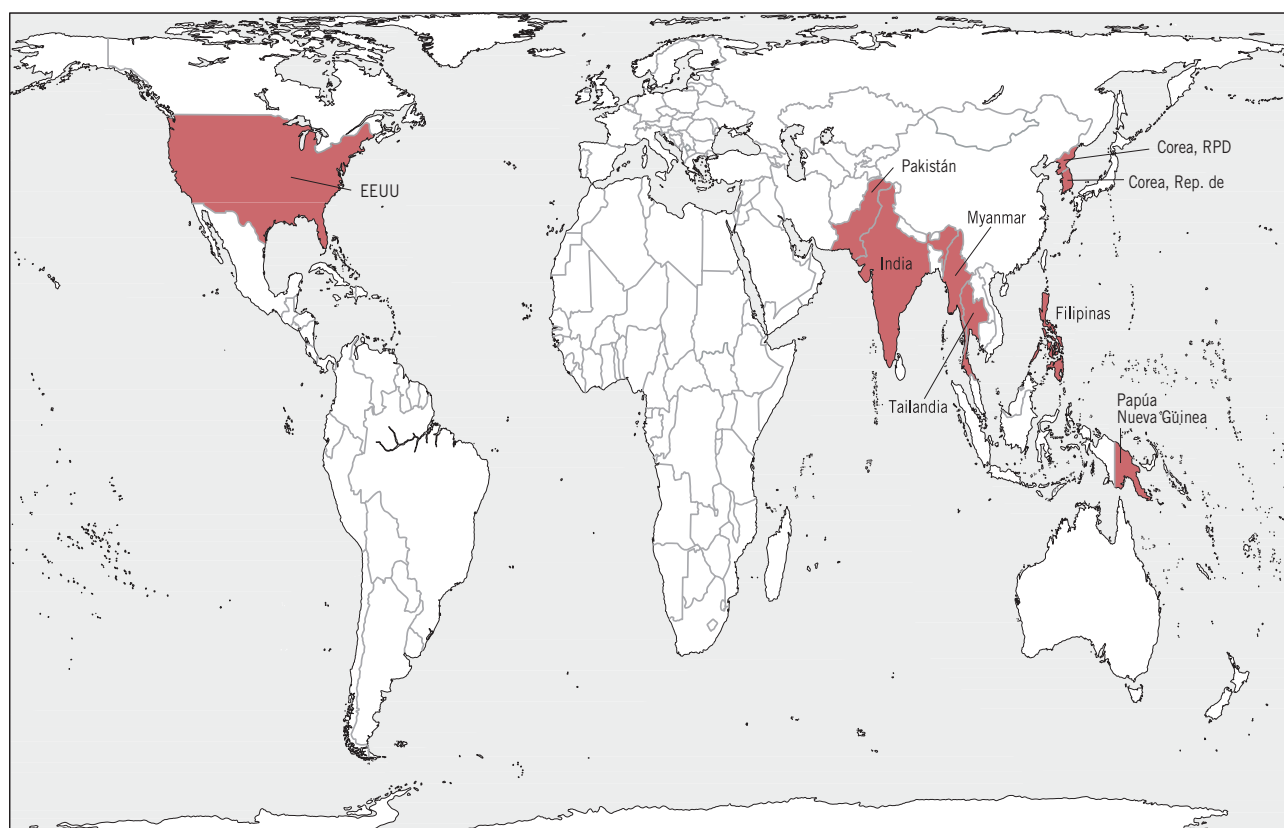 Corea, RPD
Pakistán
Corea, Rep. de
EEUU
Myanmar
India
Filipinas
Tailandia
Papúa
Nueva Guinea